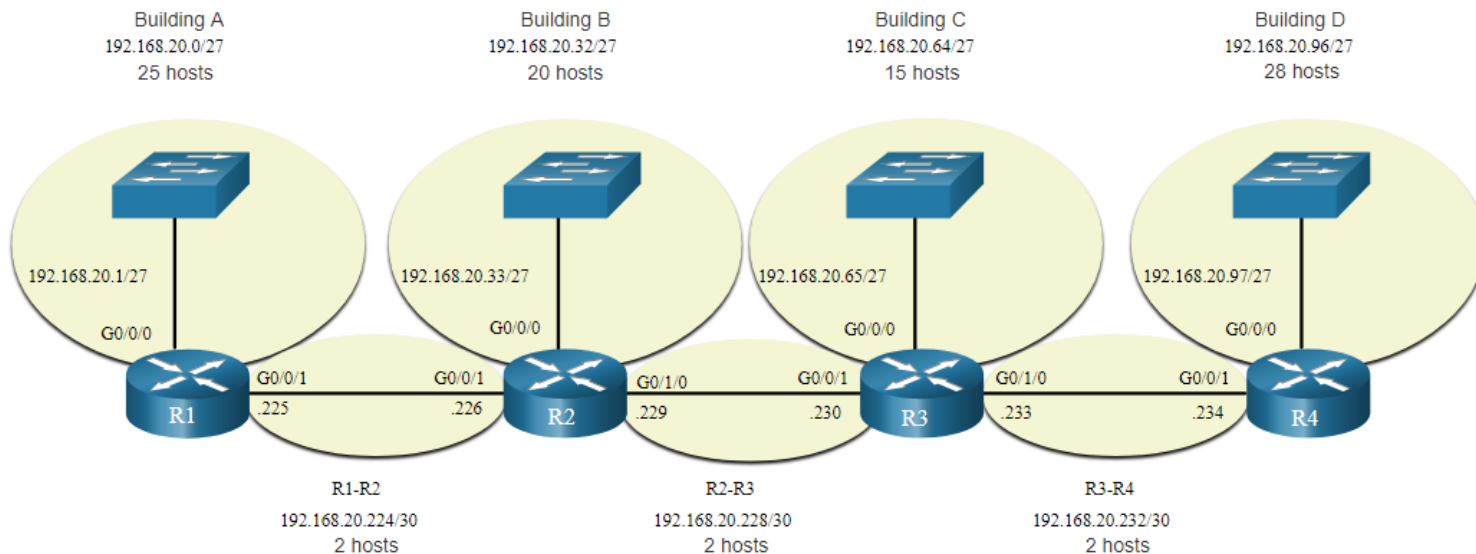 Building A
192.168.20.0/27
25 hosts
Building B
192.168.20.32/27
20 hosts
Building C
192.168.20.64/27
15 hosts
Building D
192.168.20.96/27
28 hosts
192.168.20.1/27
192.168.20.33/27
192.168.20.65/27
192.168.20.97/27
G0/0/0
G0/0/0
G0/0/0
G0/0/0
R1
G0/0/1
.225
G0/0/1
.226
R2
G0/1/0
.229
G0/0/1
.230
R3
G0/1/0
.233
G0/0/1
.234
R4
R1-R2
192.168.20.224/30
2 hosts
R2-R3
192.168.20.228/30
2 hosts
R3-R4
192.168.20.232/30
2 hosts